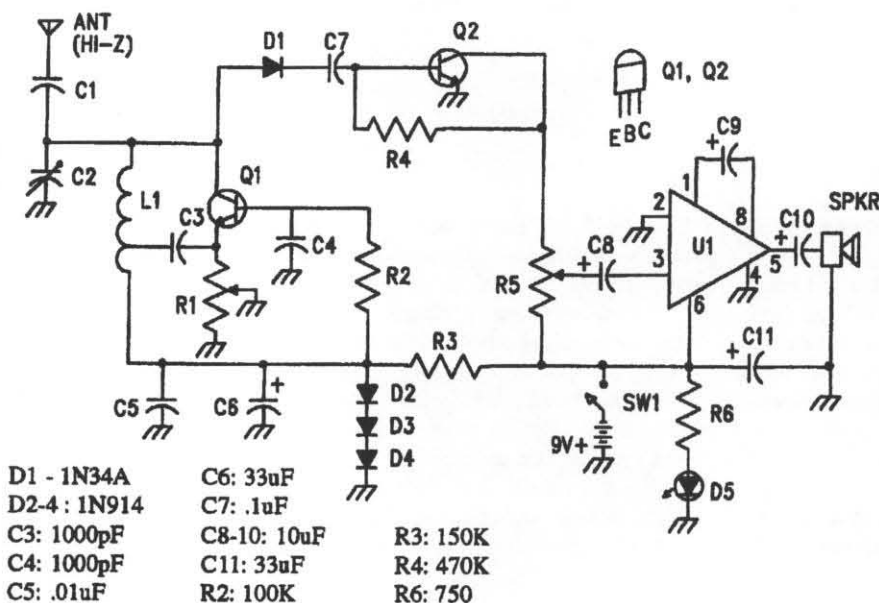 ANT
(HI-Z)
C1
C2
L1
C3
Q1
R1
C4
R2
D1
C7
Q2
R4
Q1, Q2
E B C
C9
+
1
2
U1
8
3
4
5
6
SPKR
C10
+
C8
+
R5
R3
C11
+
C5
C6
+
D2
D3
D4
SW1
9V+
R6
D5
D1 - 1N34A
D2-4 : 1N914
C3: 1000pF
C4: 1000pF
C5: .01uF
C6: 33uF
C7: .1uF
C8-10: 10uF
C11: 33uF
R2: 100K
R3: 150K
R4: 470K
R6: 750